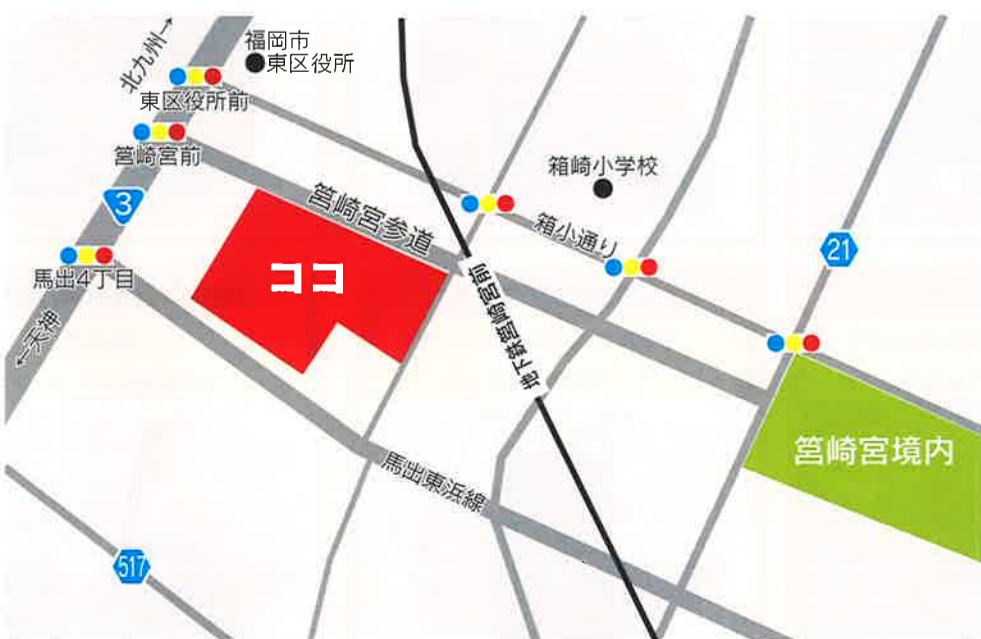 北九州→
福岡市
東区役所
東区役所前
筥崎宮前
3
馬出4丁目
←天神
筥崎宮参道
ココ
箱崎小学校
箱小通り
21
地下鉄箱崎宮前
筥崎宮境内
馬出東浜線
517